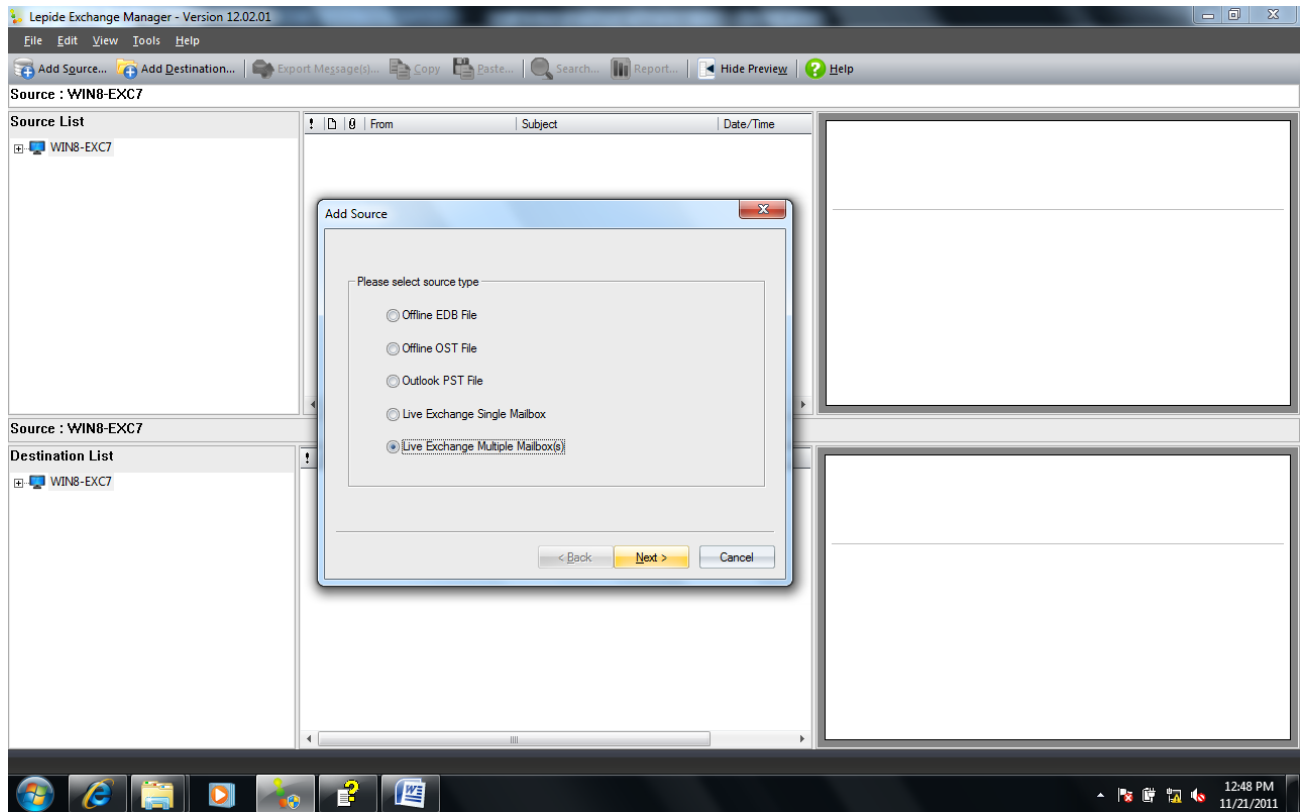 Lepide Exchange Manager - Version 12.02.01
File Edit View Tools Help
Add Source... Add Destination... Export Message(s)... Copy Paste... Search... Report... Hide Preview Help
Source : WIN8-EXC7
Source List
! From Subject Date/Time
WIN8-EXC7
Add Source
Please select source type
Offline EDB File
Offline OST File
Outlook PST File
Live Exchange Single Mailbox
Live Exchange Multiple Mailbox(s)
< Back Next > Cancel
Source : WIN8-EXC7
Destination List
!
WIN8-EXC7
12:48 PM
11/21/2011